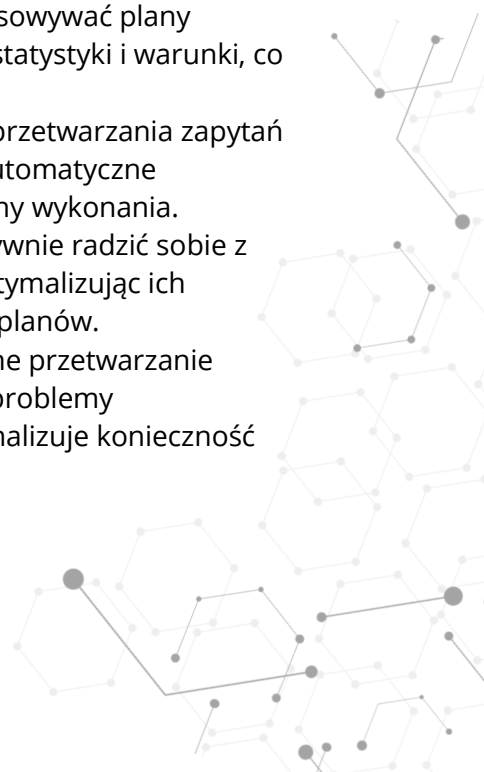 sowywać plany
statystyki i warunki, co
przetwarzania zapytań
utomatyczne
ny wykonania.
ywnie radzić sobie z
tymalizując ich
planów.
ne przetwarzanie
problemy
nalizuje konieczność